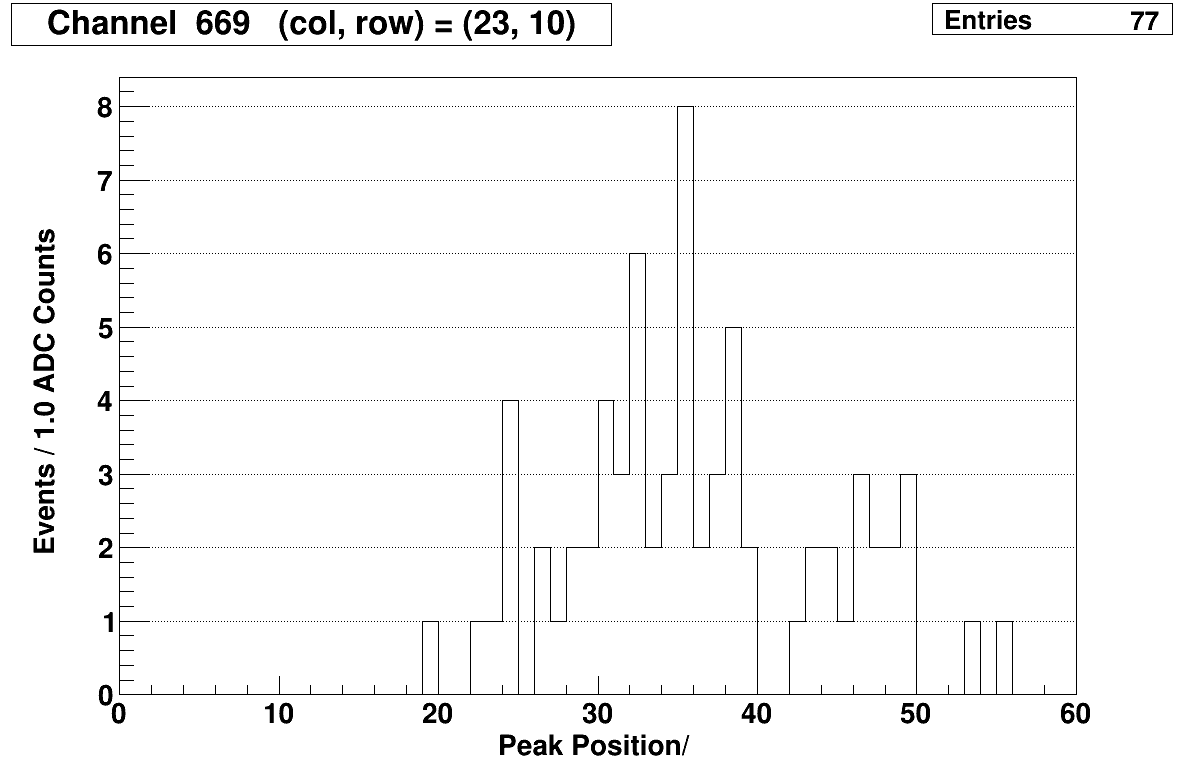 Channel 669 (col, row) = (23, 10)
Entries 77
8
7
6
5
4
3
2
1
0
Events / 1.0 ADC Counts
0 10 20 30 40 50 60
Peak Position/